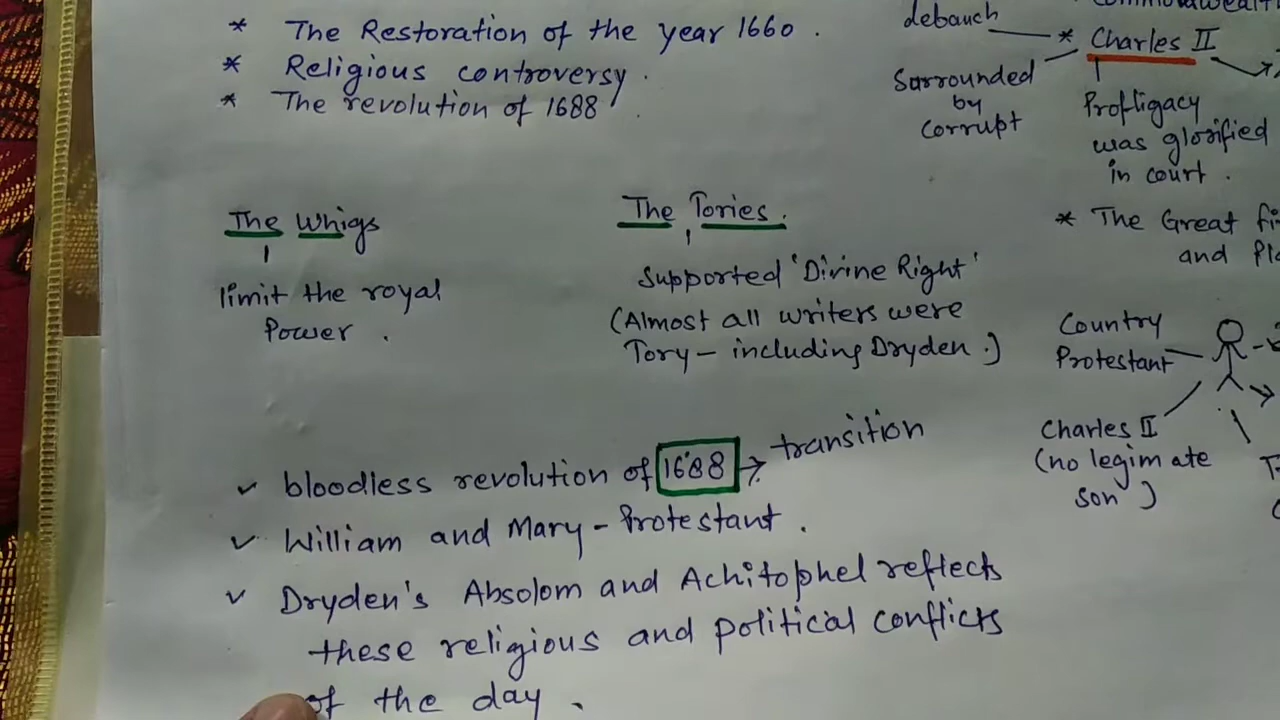 * The Restoration of the year 1660 .
* Religious controversy .
* The revolution of 1688 .
The Whigs
limit the royal
Power .
The Tories .
Supported 'Divine Right'
(Almost all writers were
Tory - including Dryden .)
✓ bloodless revolution of 1688 → transition
✓ William and Mary - Protestant .
✓ Dryden's Absolom and Achitophel reflects
these religious and political conflicts
of the day .
debauch
* Charles II
Surrounded
by
corrupt
Profligacy
was glorified
in court .
* The Great
and
Country
Protestant
Charles II
(no legimate
son)